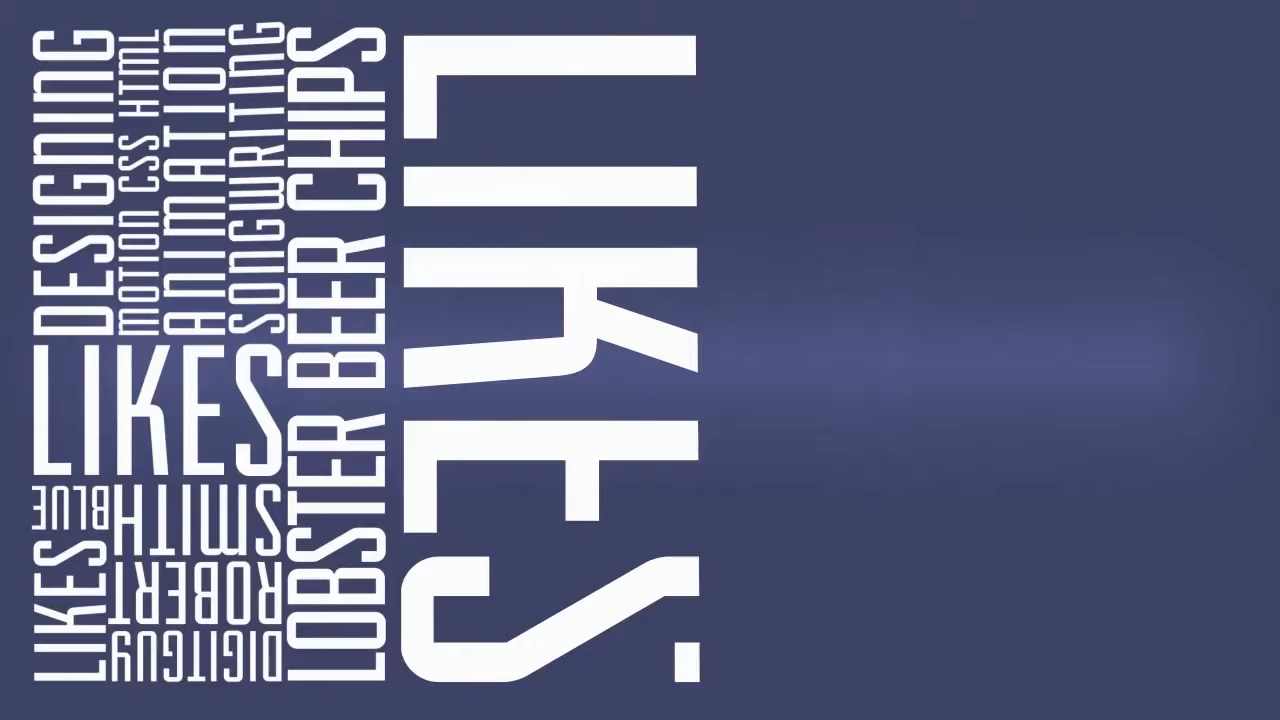 DIGITGUY
ROBERT
SMITH
LIKES
BLUE
LIKES
DESIGNING
MOTION CSS HTML
ANIMATION
SONGWRITING
LOBSTER BEER CHIPS
LIKES